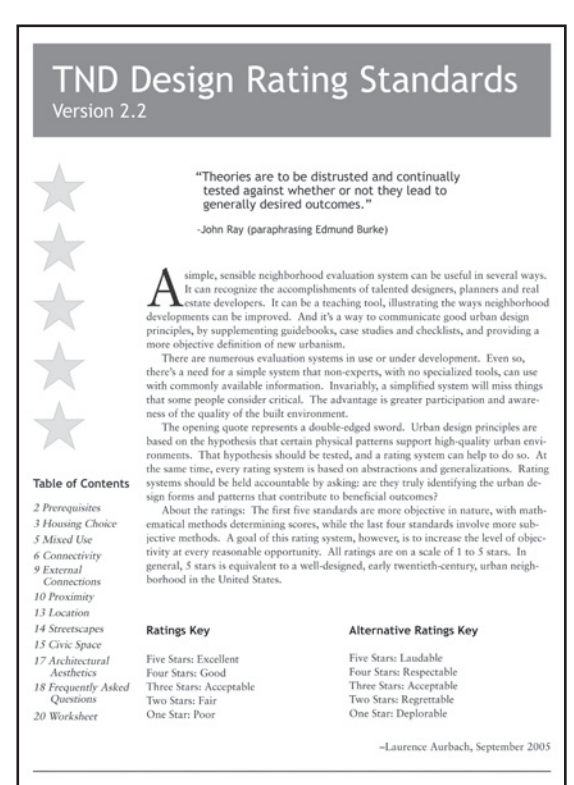 TND Design Rating Standards
Version 2.2
“Theories are to be distrusted and continually
tested against whether or not they lead to
generally desired outcomes.”
-John Ray (paraphrasing Edmund Burke)
A simple, sensible neighborhood evaluation system can be useful in several ways.
It can recognize the accomplishments of talented designers, planners and real
estate developers. It can be a teaching tool, illustrating the ways neighborhood
developments can be improved. And it's a way to communicate good urban design
principles, by supplementing guidebooks, case studies and checklists, and providing a
more objective definition of new urbanism.
There are numerous evaluation systems in use or under development. Even so,
there's a need for a simple system that non-experts, with no specialized tools, can use
with commonly available information. Invariably, a simplified system will miss things
that some people consider critical. The advantage is greater participation and aware-
ness of the quality of the built environment.
The opening quote represents a double-edged sword. Urban design principles are
based on the hypothesis that certain physical patterns support high-quality urban envi-
ronments. That hypothesis should be tested, and a rating system can help to do so. At
the same time, every rating system is based on abstractions and generalizations. Rating
systems should be held accountable by asking: are they truly identifying the urban de-
sign forms and patterns that contribute to beneficial outcomes?
About the ratings: The first five standards are more objective in nature, with math-
ematical methods determining scores, while the last four standards involve more sub-
jective methods. A goal of this rating system, however, is to increase the level of objec-
tivity at every reasonable opportunity. All ratings are on a scale of 1 to 5 stars. In
general, 5 stars is equivalent to a well-designed, early twentieth-century, urban neigh-
borhood in the United States.
Table of Contents
2 Prerequisites
3 Housing Choice
5 Mixed Use
6 Connectivity
9 External
Connections
10 Proximity
13 Location
14 Streetscapes
15 Civic Space
17 Architectural
Aesthetics
18 Frequently Asked
Questions
20 Worksheet
Ratings Key
Five Stars: Excellent
Four Stars: Good
Three Stars: Acceptable
Two Stars: Fair
One Star: Poor
Alternative Ratings Key
Five Stars: Laudable
Four Stars: Respectable
Three Stars: Acceptable
Two Stars: Regrettable
One Star: Deplorable
–Laurence Aurbach, September 2005